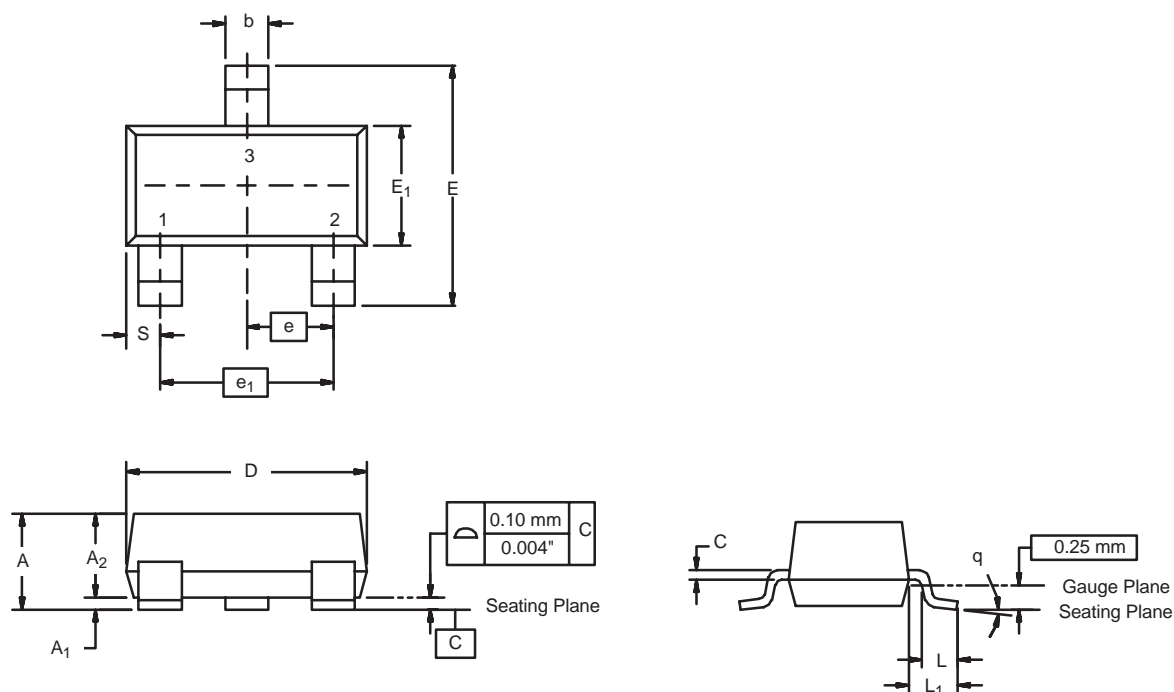 b
3
E₁
E
1
2
S
e
e₁
D
0.10 mm
C
0.004"
A
A₂
C
q
0.25 mm
Gauge Plane
Seating Plane
Seating Plane
A₁
C
L
L₁